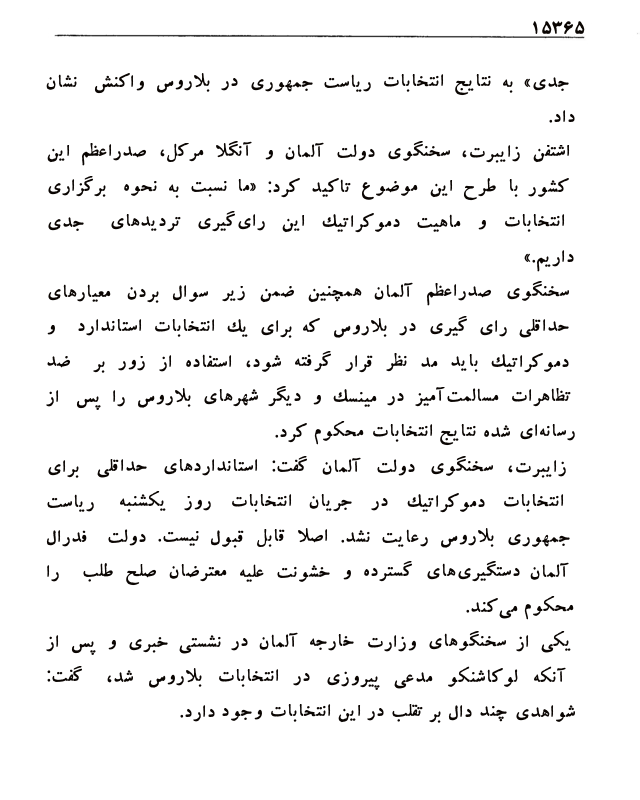 ۱۵۳۶۵
جدی» به نتایج انتخابات ریاست جمهوری در بلاروس واکنش نشان
داد.
اشتفن زایبرت، سخنگوی دولت آلمان و آنگلا مرکل، صدراعظم این
کشور با طرح این موضوع تاکید کرد: «ما نسبت به نحوه برگزاری
انتخابات و ماهیت دموکراتیك این رای‌گیری تردیدهای جدی
داریم.»
سخنگوی صدراعظم آلمان همچنین ضمن زیر سوال بردن معیارهای
حداقلی رای گیری در بلاروس که برای یك انتخابات استاندارد و
دموکراتیك باید مد نظر قرار گرفته شود، استفاده از زور بر ضد
تظاهرات مسالمت‌آمیز در مینسك و دیگر شهرهای بلاروس را پس از
رسانه‌ای شده نتایج انتخابات محکوم کرد.
زایبرت، سخنگوی دولت آلمان گفت: استانداردهای حداقلی برای
انتخابات دموکراتیك در جریان انتخابات روز یکشنبه ریاست
جمهوری بلاروس رعایت نشد. اصلا قابل قبول نیست. دولت فدرال
آلمان دستگیری‌های گسترده و خشونت علیه معترضان صلح طلب را
محکوم می‌کند.
یکی از سخنگوهای وزارت خارجه آلمان در نشستی خبری و پس از
آنکه لوکاشنکو مدعی پیروزی در انتخابات بلاروس شد، گفت:
شواهدی چند دال بر تقلب در این انتخابات وجود دارد.